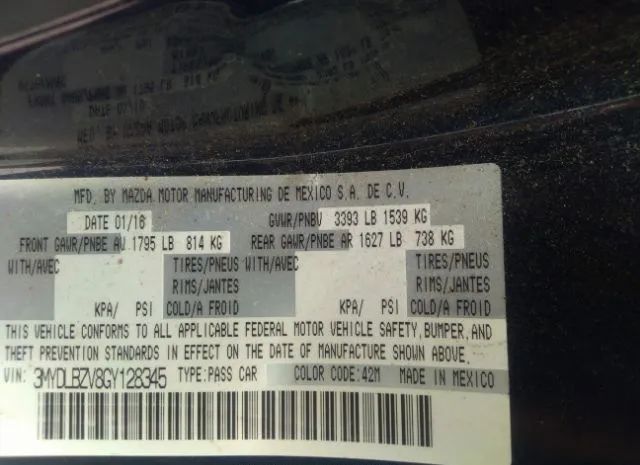 MFD. BY MAZDA MOTOR MANUFACTURING DE MEXICO S.A. DE C.V.
DATE 01/16 GVWR/PNBV 3393 LB 1539 KG
FRONT GAWR/PNBE AV 1795 LB 814 KG REAR GAWR/PNBE AR 1627 LB 738 KG
WITH/AVEC TIRES/PNEUS WITH/AVEC TIRES/PNEUS
RIMS/JANTES RIMS/JANTES
KPA/ PSI COLD/A FROID KPA/ PSI COLD/A FROID
THIS VEHICLE CONFORMS TO ALL APPLICABLE FEDERAL MOTOR VEHICLE SAFETY, BUMPER, AND
THEFT PREVENTION STANDARDS IN EFFECT ON THE DATE OF MANUFACTURE SHOWN ABOVE.
VIN: 3MYDLBZV8GY128345 TYPE: PASS CAR COLOR CODE: 42M MADE IN MEXICO